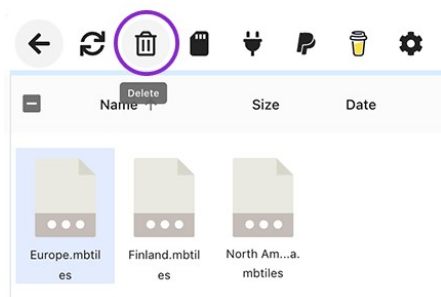 Delete
Name ↑ Size Date
Europe.mbtil
es
Finland.mbtil
es
North Am...a.
mbtiles